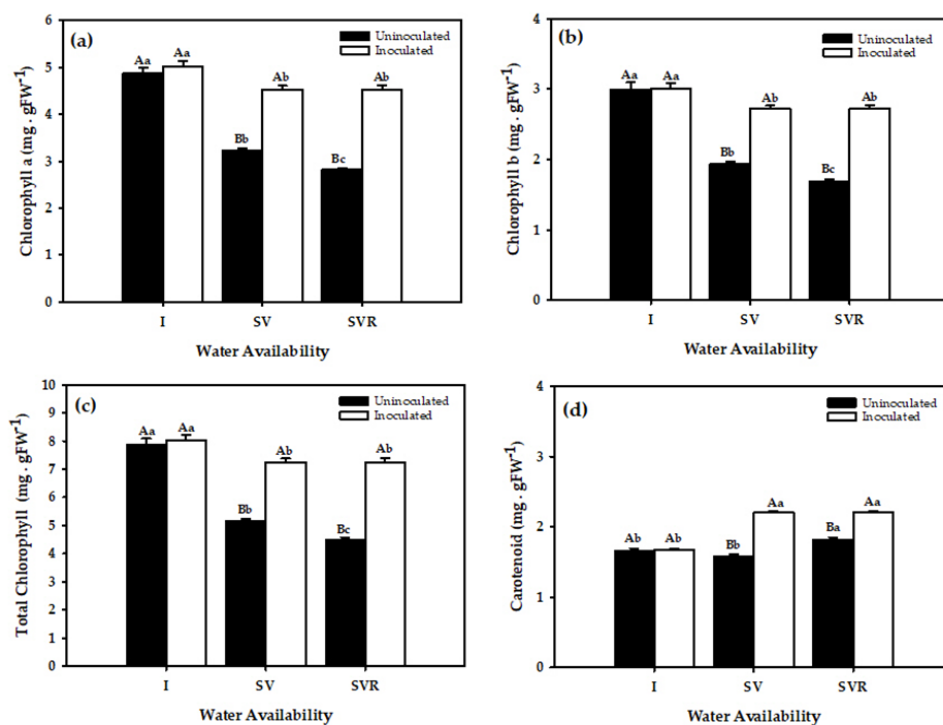 (a)
Uninoculated
Inoculated
Chlorophyll a (mg . gFW⁻¹)
6
5
4
3
2
1
0
Aa Aa
Bb Ab
Bc Ab
I SV SVR
Water Availability
(b)
Uninoculated
Inoculated
Chlorophyll b (mg . gFW⁻¹)
4
3
2
1
0
Aa Aa
Bb Ab
Bc Ab
I SV SVR
Water Availability
(c)
Uninoculated
Inoculated
Total Chlorophyll (mg . gFW⁻¹)
10
9
8
7
6
5
4
3
2
1
0
Aa Aa
Bb Ab
Bc Ab
I SV SVR
Water Availability
(d)
Uninoculated
Inoculated
Carotenoid (mg . gFW⁻¹)
4
3
2
1
0
Ab Ab
Bb Aa
Ba Aa
I SV SVR
Water Availability